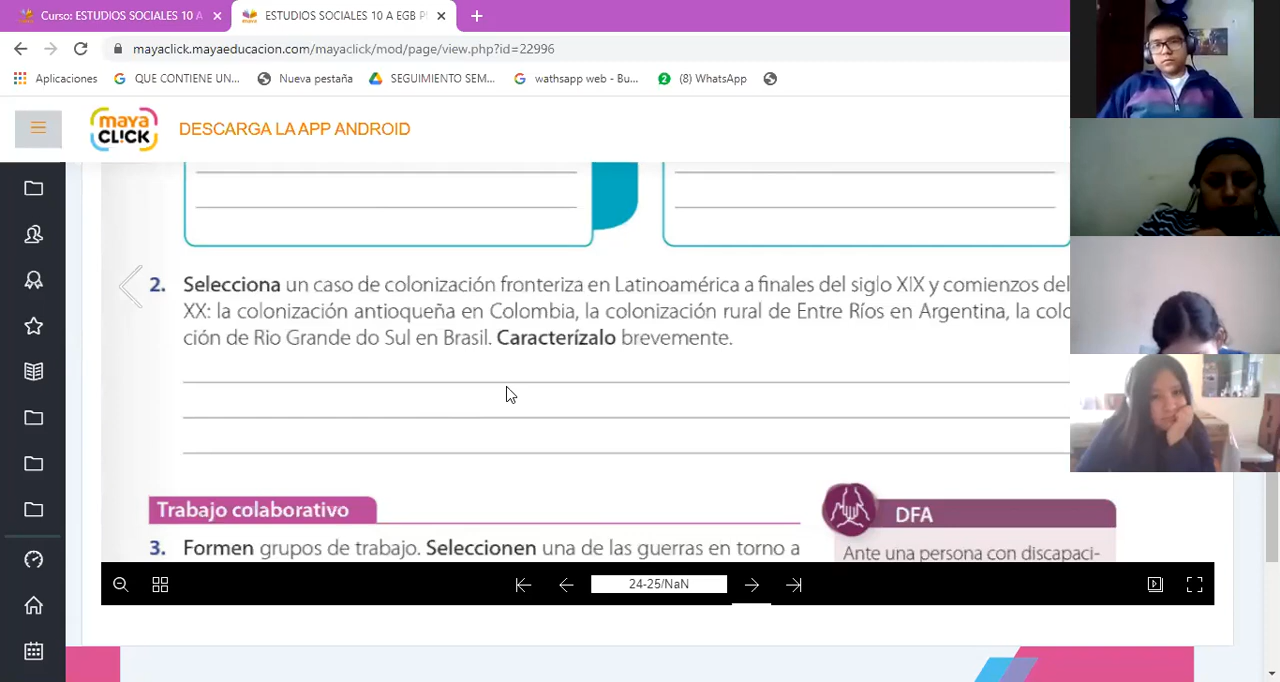 Curso: ESTUDIOS SOCIALES 10 A
ESTUDIOS SOCIALES 10 A EGB
mayaclick.mayaeducacion.com/mayaclick/mod/page/view.php?id=22996
Aplicaciones
QUE CONTIENE UN...
Nueva pestaña
SEGUIMIENTO SEM...
wathsapp web - Bu...
2
(8) WhatsApp
maya
CLICK
DESCARGA LA APP ANDROID
2. Selecciona un caso de colonización fronteriza en Latinoamérica a finales del siglo XIX y comienzos del
XX: la colonización antioqueña en Colombia, la colonización rural de Entre Ríos en Argentina, la colo
ción de Rio Grande do Sul en Brasil. Caracterízalo brevemente.
Trabajo colaborativo
DFA
3. Formen grupos de trabajo. Seleccionen una de las guerras en torno a
Ante una persona con discapaci-
24-25/NaN